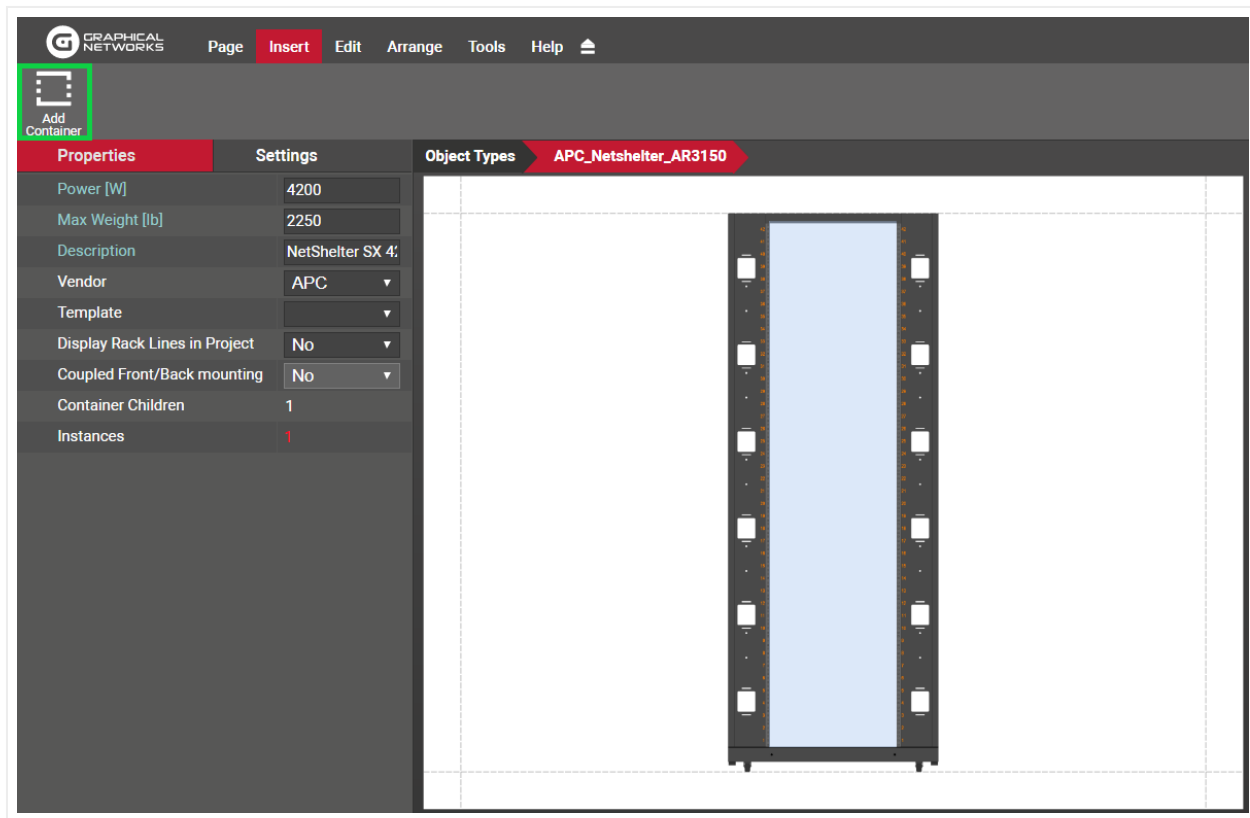 GRAPHICAL
NETWORKS
Page Insert Edit Arrange Tools Help
Add
Container
Properties Settings
Object Types APC_Netshelter_AR3150
Power [W] 4200
Max Weight [lb] 2250
Description NetShelter SX 4
Vendor APC
Template
Display Rack Lines in Project No
Coupled Front/Back mounting No
Container Children 1
Instances 1